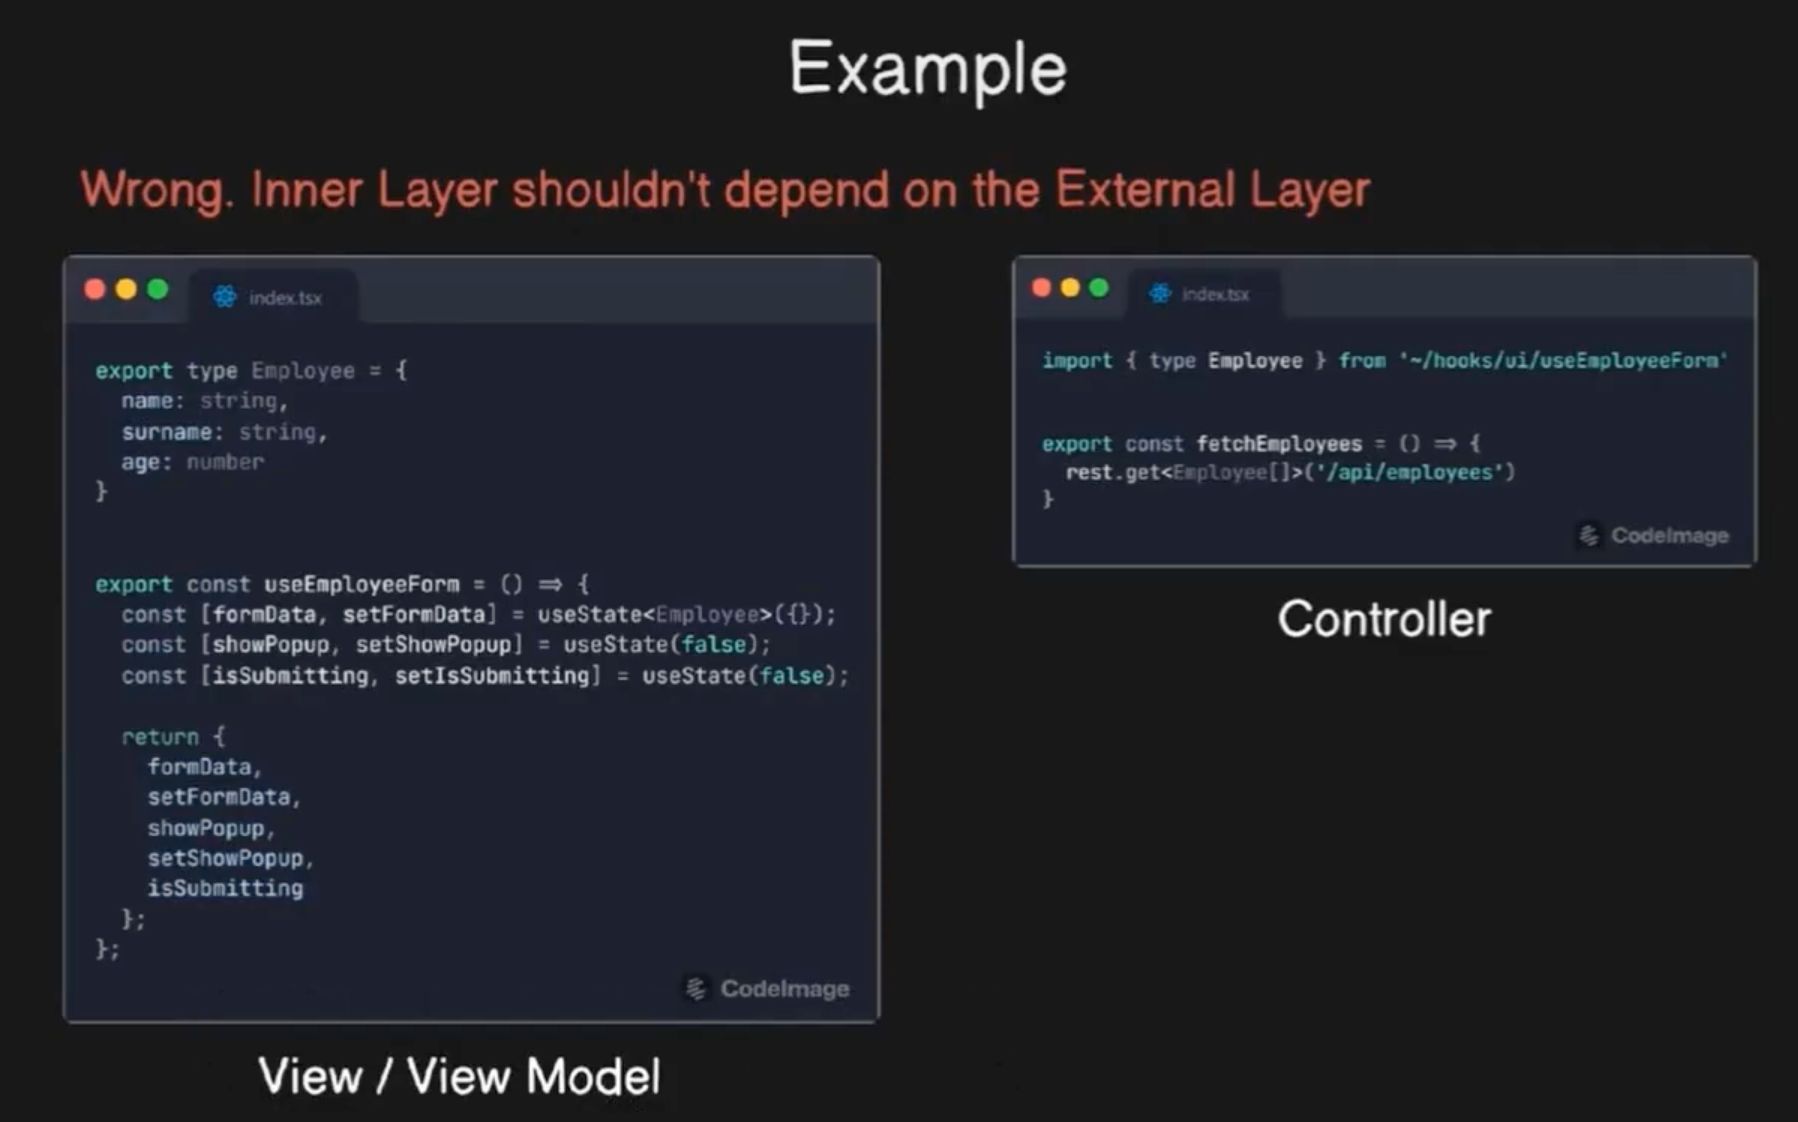 Example
Wrong. Inner Layer shouldn't depend on the External Layer
index.tsx
export type Employee = {
name: string,
surname: string,
age: number
}
export const useEmployeeForm = () => {
const [formData, setFormData] = useState<Employee>({});
const [showPopup, setShowPopup] = useState(false);
const [isSubmitting, setIsSubmitting] = useState(false);
return {
formData,
setFormData,
showPopup,
setShowPopup,
isSubmitting
};
};
CodeImage
View / View Model
index.tsx
import { type Employee } from '~/hooks/ui/useEmployeeForm'
export const fetchEmployees = () => {
rest.get<Employee[]>('/api/employees')
}
CodeImage
Controller